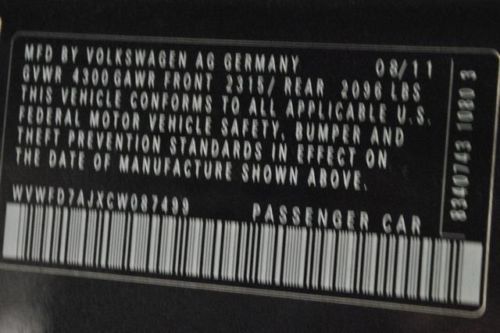 MFD BY VOLKSWAGEN AG GERMANY 08/11
GVWR 4300 GAWR FRONT 2315/ REAR 2096 LBS
THIS VEHICLE CONFORMS TO ALL APPLICABLE U.S.
FEDERAL MOTOR VEHICLE SAFETY, BUMPER AND
THEFT PREVENTION STANDARDS IN EFFECT ON
THE DATE OF MANUFACTURE SHOWN ABOVE.
WVWFD7AJXCW087499 PASSENGER CAR
8340743 1080 3